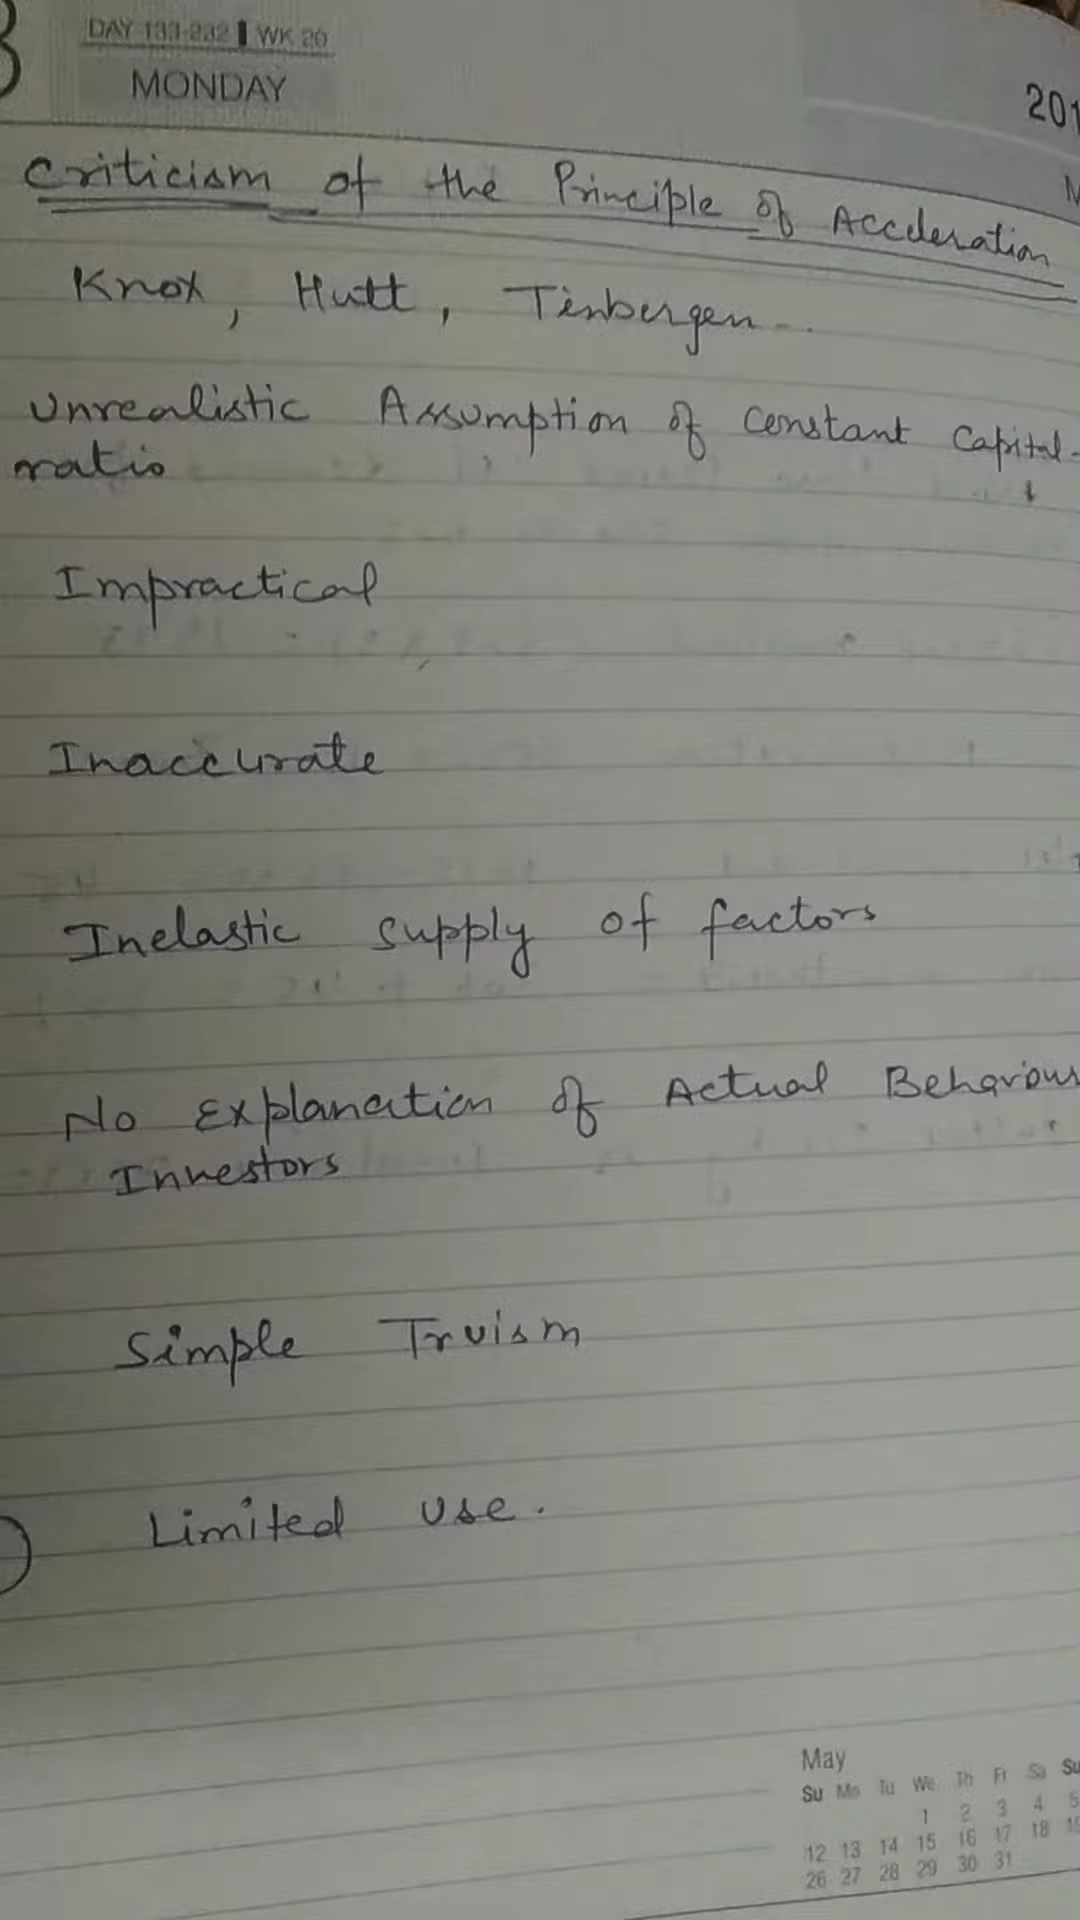 DAY 133-232 WK 20
MONDAY
201
Criticism of the Principle of Acceleration
Knox, Hutt, Tinbergen...
Unrealistic Assumption of Constant Capital-
ratio
Impractical
Inaccurate
Inelastic supply of factors
No Explanation of Actual Behaviour
Investors
Simple Truism
Limited use.
May
Su Mo Tu We Th Fr Sa Su
1 2 3 4 5
12 13 14 15 16 17 18 19
26 27 28 29 30 31